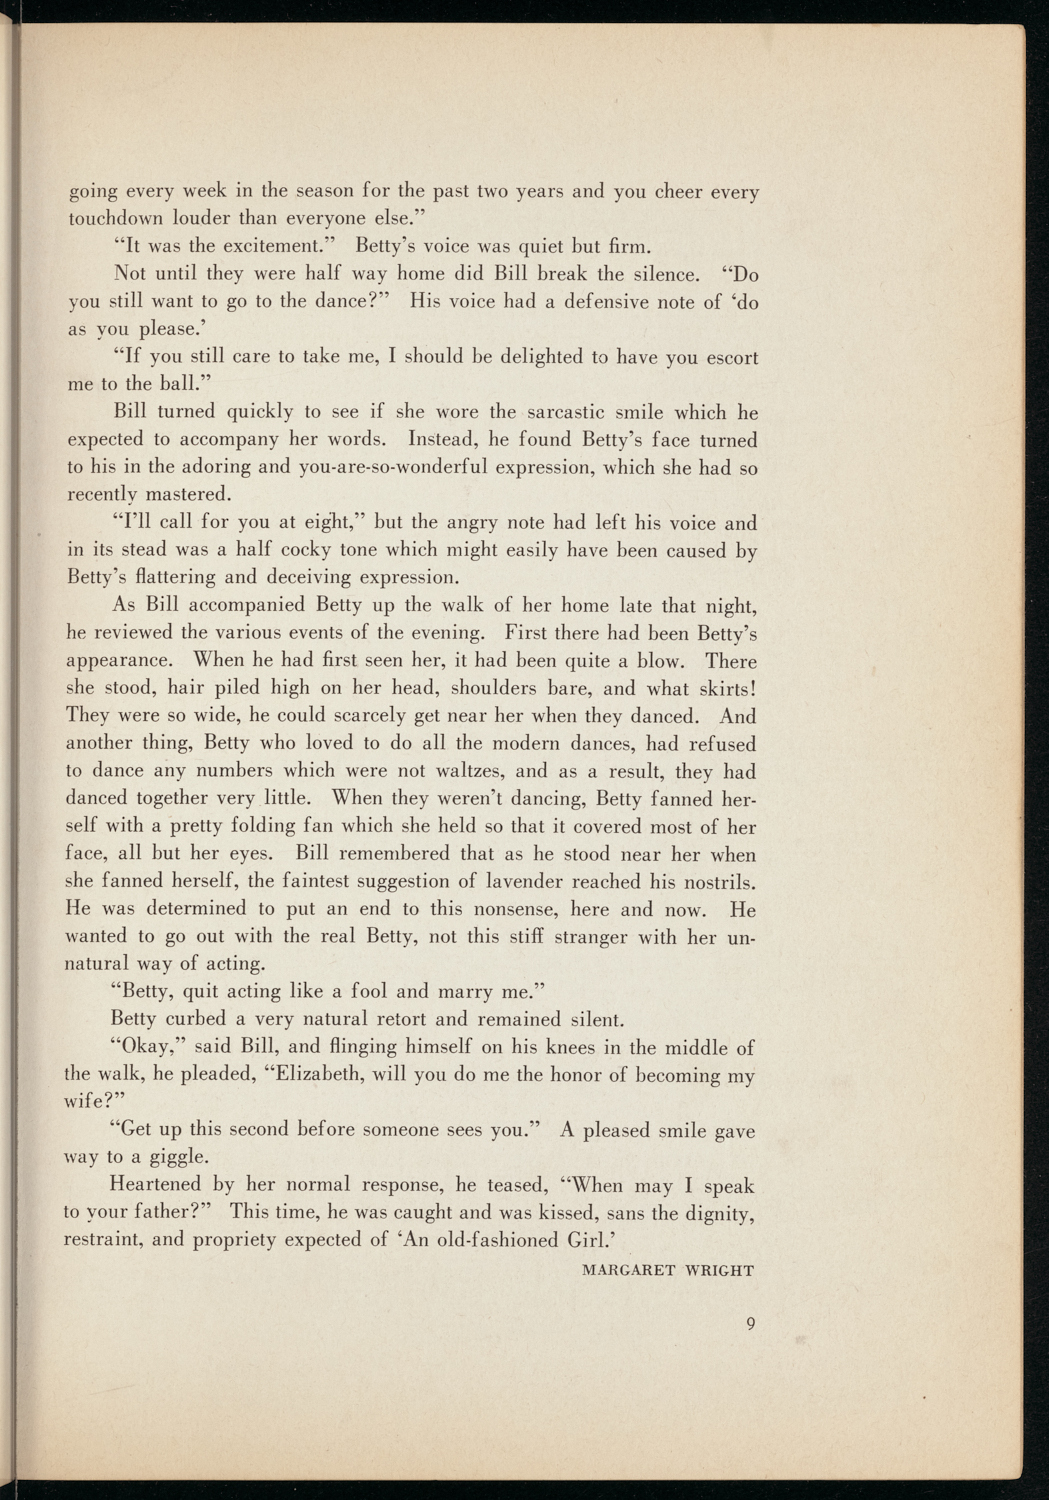 going every week in the season for the past two years and you cheer every
touchdown louder than everyone else.”
“It was the excitement.” Betty’s voice was quiet but firm.
Not until they were half way home did Bill break the silence. “Do
you still want to go to the dance?” His voice had a defensive note of ‘do
as you please.’
“If you still care to take me, I should be delighted to have you escort
me to the ball.”
Bill turned quickly to see if she wore the sarcastic smile which he
expected to accompany her words. Instead, he found Betty’s face turned
to his in the adoring and you-are-so-wonderful expression, which she had so
recently mastered.
“I’ll call for you at eight,” but the angry note had left his voice and
in its stead was a half cocky tone which might easily have been caused by
Betty’s flattering and deceiving expression.
As Bill accompanied Betty up the walk of her home late that night,
he reviewed the various events of the evening. First there had been Betty’s
appearance. When he had first seen her, it had been quite a blow. There
she stood, hair piled high on her head, shoulders bare, and what skirts!
They were so wide, he could scarcely get near her when they danced. And
another thing, Betty who loved to do all the modern dances, had refused
to dance any numbers which were not waltzes, and as a result, they had
danced together very little. When they weren’t dancing, Betty fanned her-
self with a pretty folding fan which she held so that it covered most of her
face, all but her eyes. Bill remembered that as he stood near her when
she fanned herself, the faintest suggestion of lavender reached his nostrils.
He was determined to put an end to this nonsense, here and now. He
wanted to go out with the real Betty, not this stiff stranger with her un-
natural way of acting.
“Betty, quit acting like a fool and marry me.”
Betty curbed a very natural retort and remained silent.
“Okay,” said Bill, and flinging himself on his knees in the middle of
the walk, he pleaded, “Elizabeth, will you do me the honor of becoming my
wife?”
“Get up this second before someone sees you.” A pleased smile gave
way to a giggle.
Heartened by her normal response, he teased, “When may I speak
to your father?” This time, he was caught and was kissed, sans the dignity,
restraint, and propriety expected of ‘An old-fashioned Girl.’
MARGARET WRIGHT
9